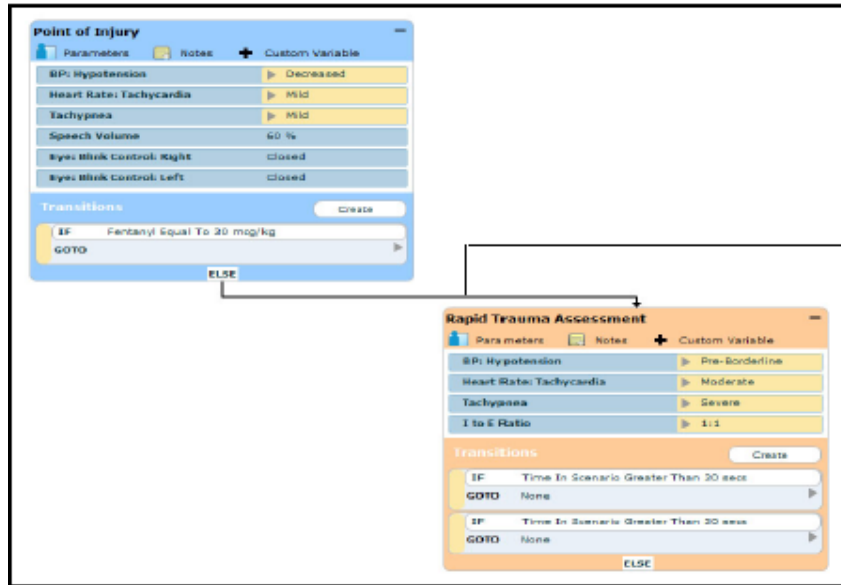 Point of Injury
Parameters Notes Custom Variable
BP: Hypotension Decreased
Heart Rate: Tachycardia Mild
Tachypnea Mild
Speech Volume 60 %
Eye: Blink Control: Right Closed
Eye: Blink Control: Left Closed
Transitions Create
IF Fentanyl Equal To 30 mcg/kg
GOTO
ELSE
Rapid Trauma Assessment
Parameters Notes Custom Variable
BP: Hypotension Pre-Borderline
Heart Rate: Tachycardia Moderate
Tachypnea Severe
I to E Ratio 1:1
Transitions Create
IF Time In Scenario Greater Than 30 secs
GOTO None
IF Time In Scenario Greater Than 30 secs
GOTO None
ELSE